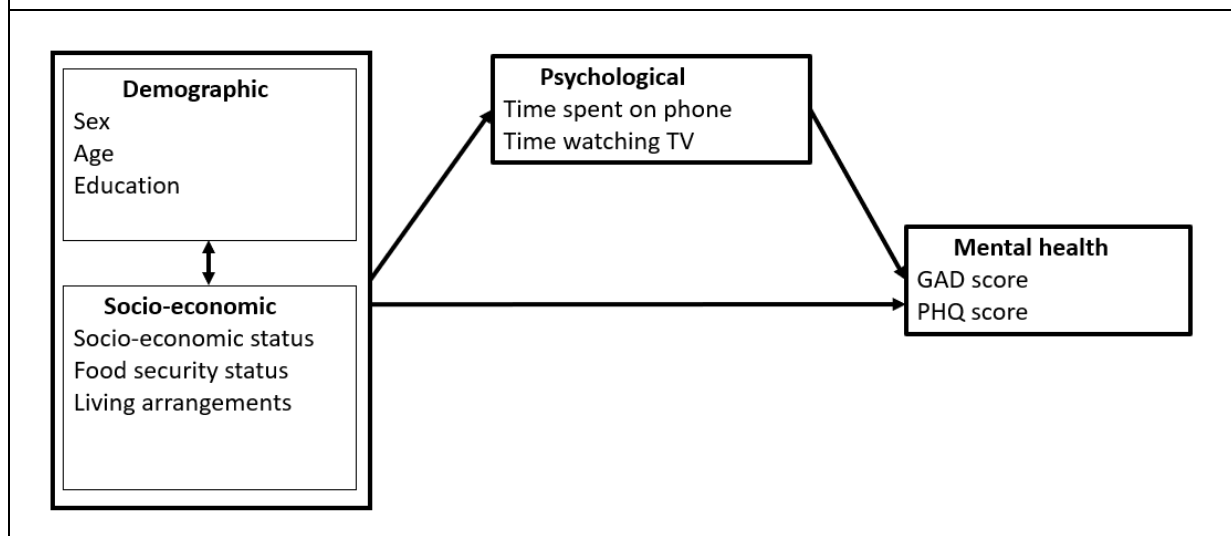 Demographic
Sex
Age
Education
Socio-economic
Socio-economic status
Food security status
Living arrangements
Psychological
Time spent on phone
Time watching TV
Mental health
GAD score
PHQ score